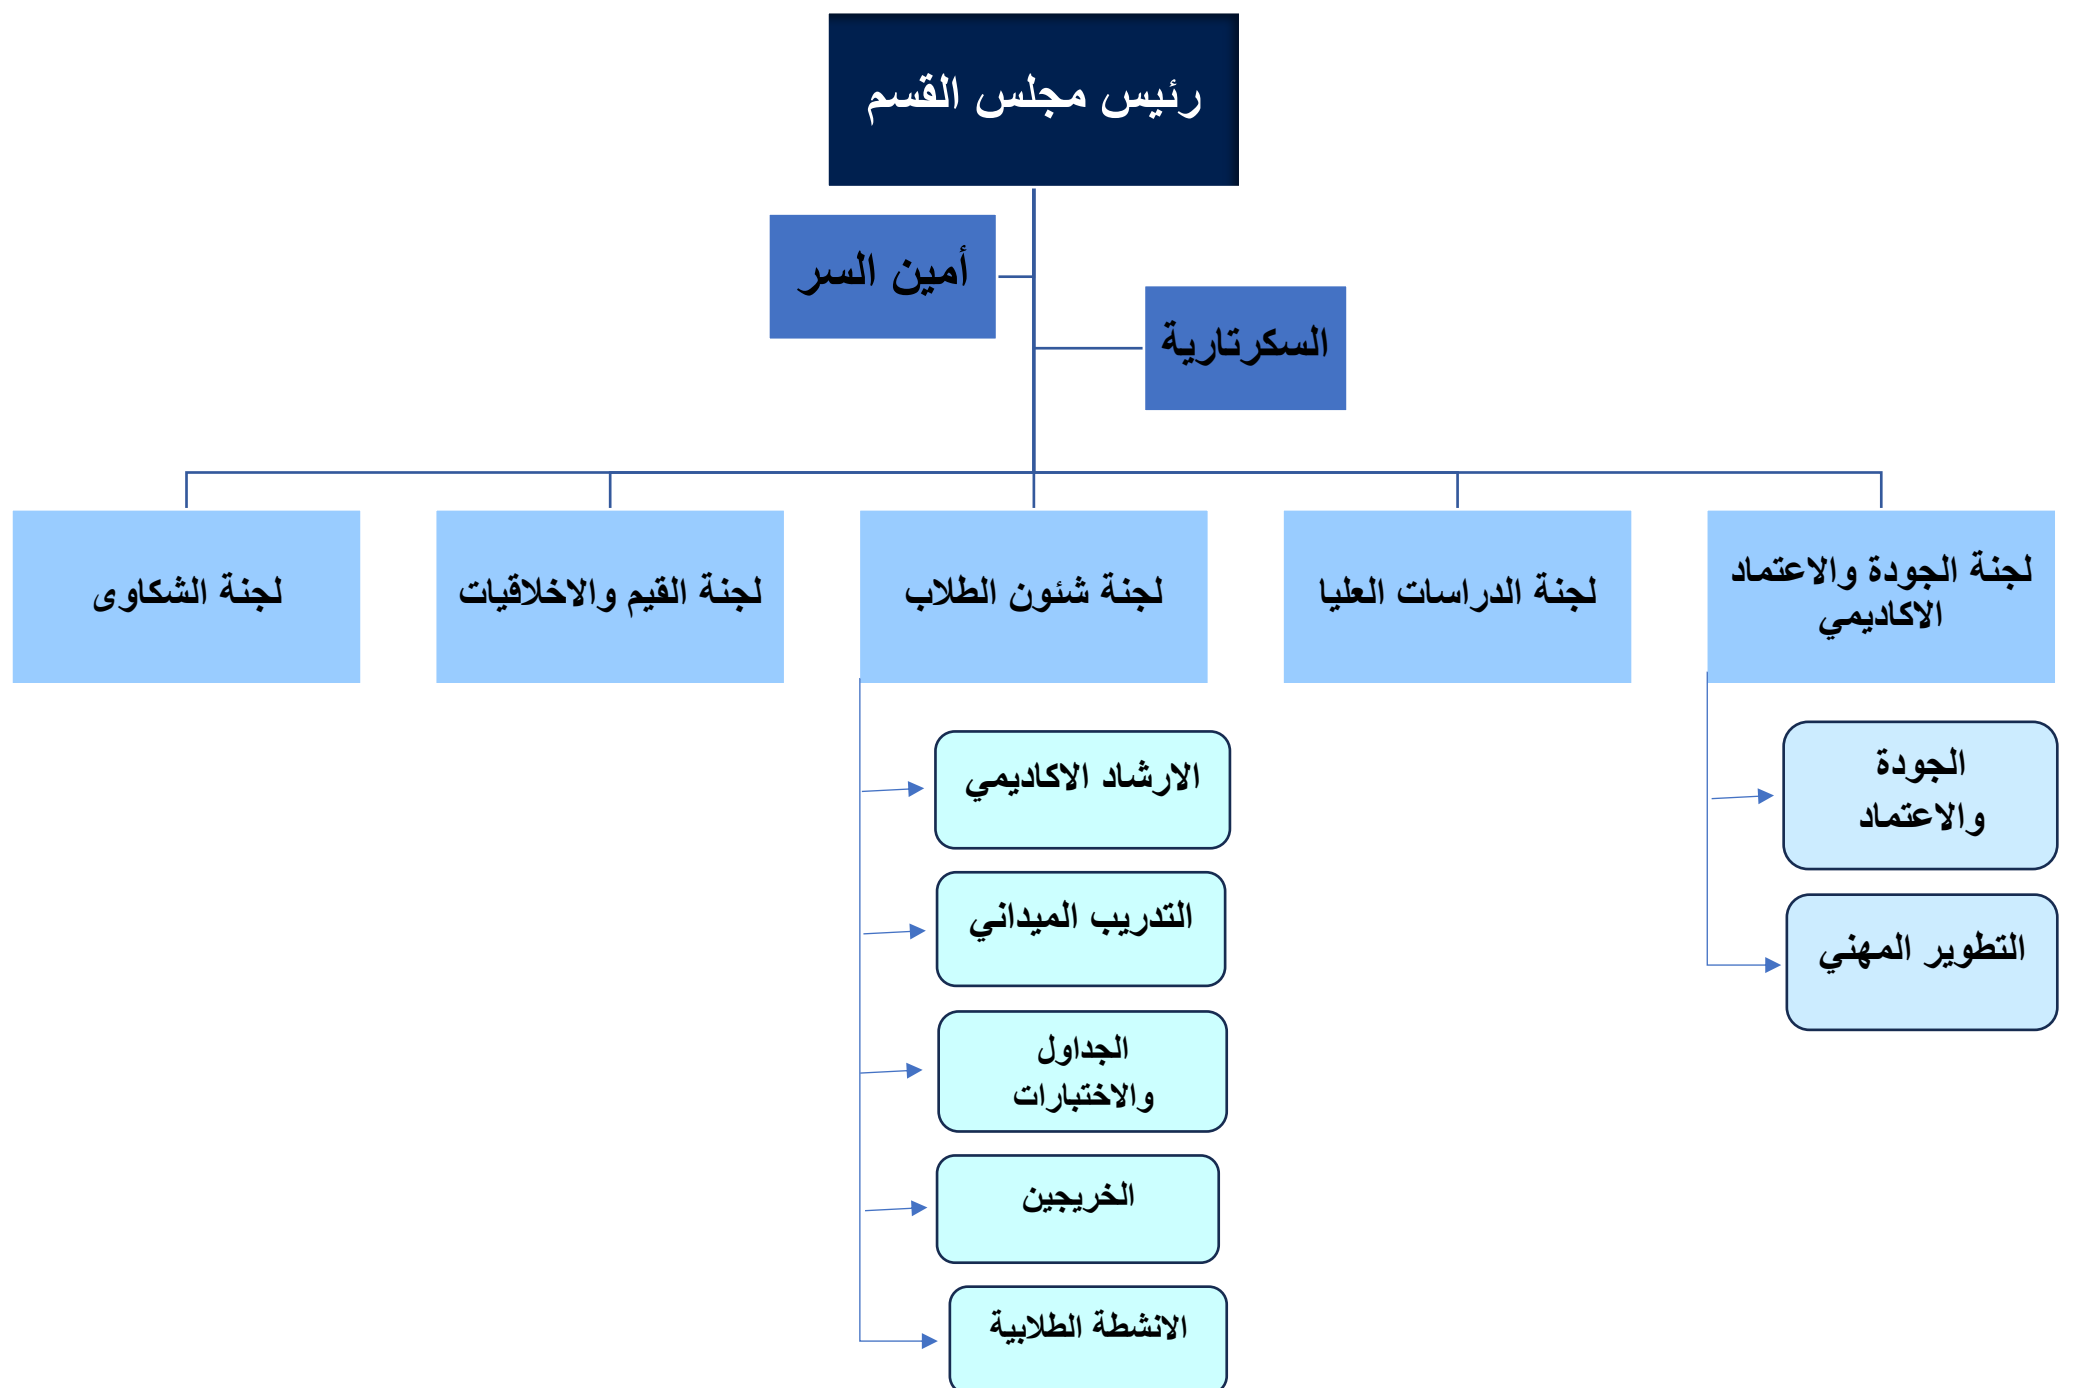 رئيس مجلس القسم
أمين السر
السكرتارية
لجنة الجودة والاعتماد
الاكاديمي
لجنة الدراسات العليا
لجنة شئون الطلاب
لجنة القيم والاخلاقيات
لجنة الشكاوى
الجودة
والاعتماد
التطوير المهني
الارشاد الاكاديمي
التدريب الميداني
الجداول
والاختبارات
الخريجين
الانشطة الطلابية